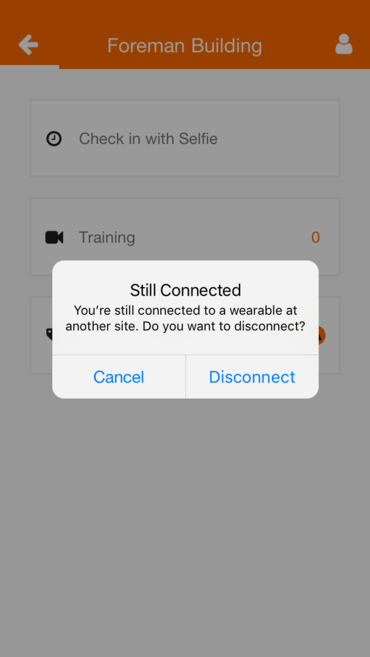 Foreman Building
Check in with Selfie
Training 0
Still Connected
You’re still connected to a wearable at
another site. Do you want to disconnect?
Cancel Disconnect